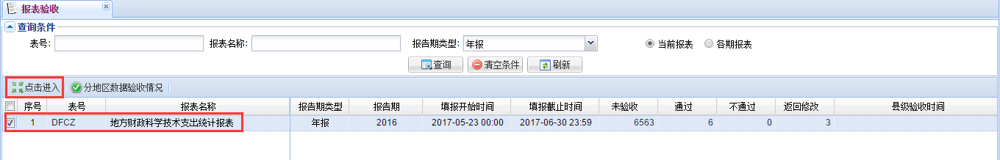 报表验收
查询条件
表号: 报表名称: 报告期类型: 年报 当前报表 各期报表
查询 清空条件 刷新
点击进入 分地区数据验收情况
序号 表号 报表名称 报告期类型 报告期 填报开始时间 填报截止时间 未验收 通过 不通过 返回修改 县级验收时间
1 DFCZ 地方财政科学技术支出统计报表 年报 2016 2017-05-23 00:00 2017-06-30 23:59 6563 6 0 3